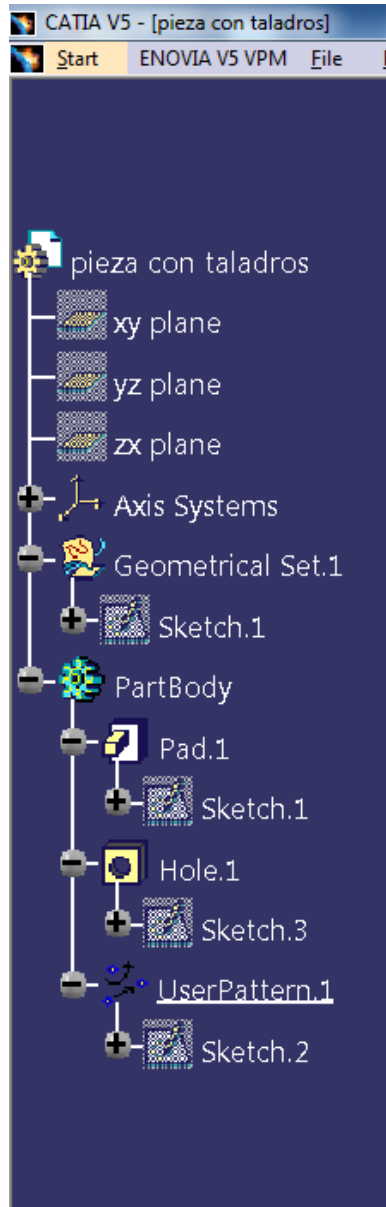 CATIA V5 - [pieza con taladros]
Start ENOVIA V5 VPM File
pieza con taladros
xy plane
yz plane
zx plane
Axis Systems
Geometrical Set.1
Sketch.1
PartBody
Pad.1
Sketch.1
Hole.1
Sketch.3
UserPattern.1
Sketch.2